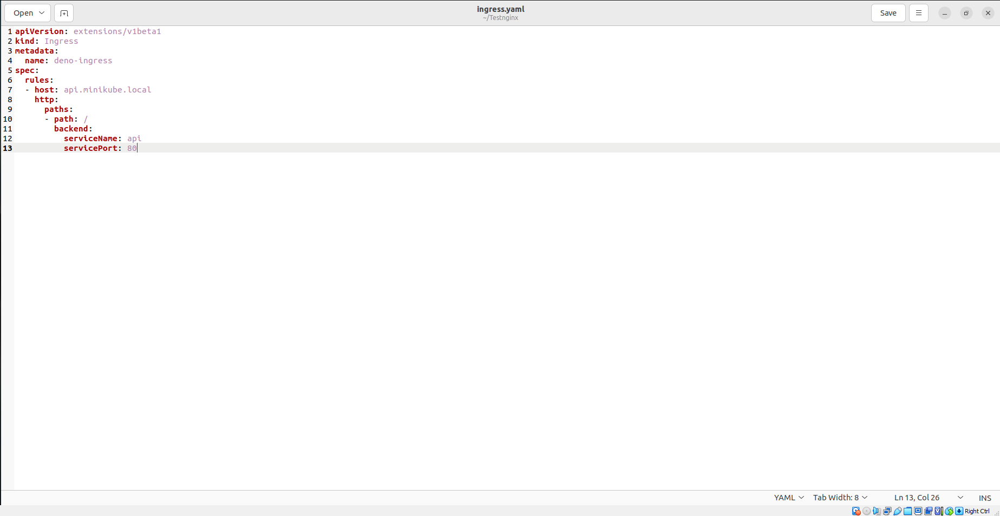 Open
ingress.yaml
~/Testnginx
Save
1 apiVersion: extensions/v1beta1
2 kind: Ingress
3 metadata:
4   name: deno-ingress
5 spec:
6   rules:
7   - host: api.minikube.local
8     http:
9       paths:
10       - path: /
11         backend:
12           serviceName: api
13           servicePort: 80
YAML Tab Width: 8 Ln 13, Col 26 INS
Right Ctrl